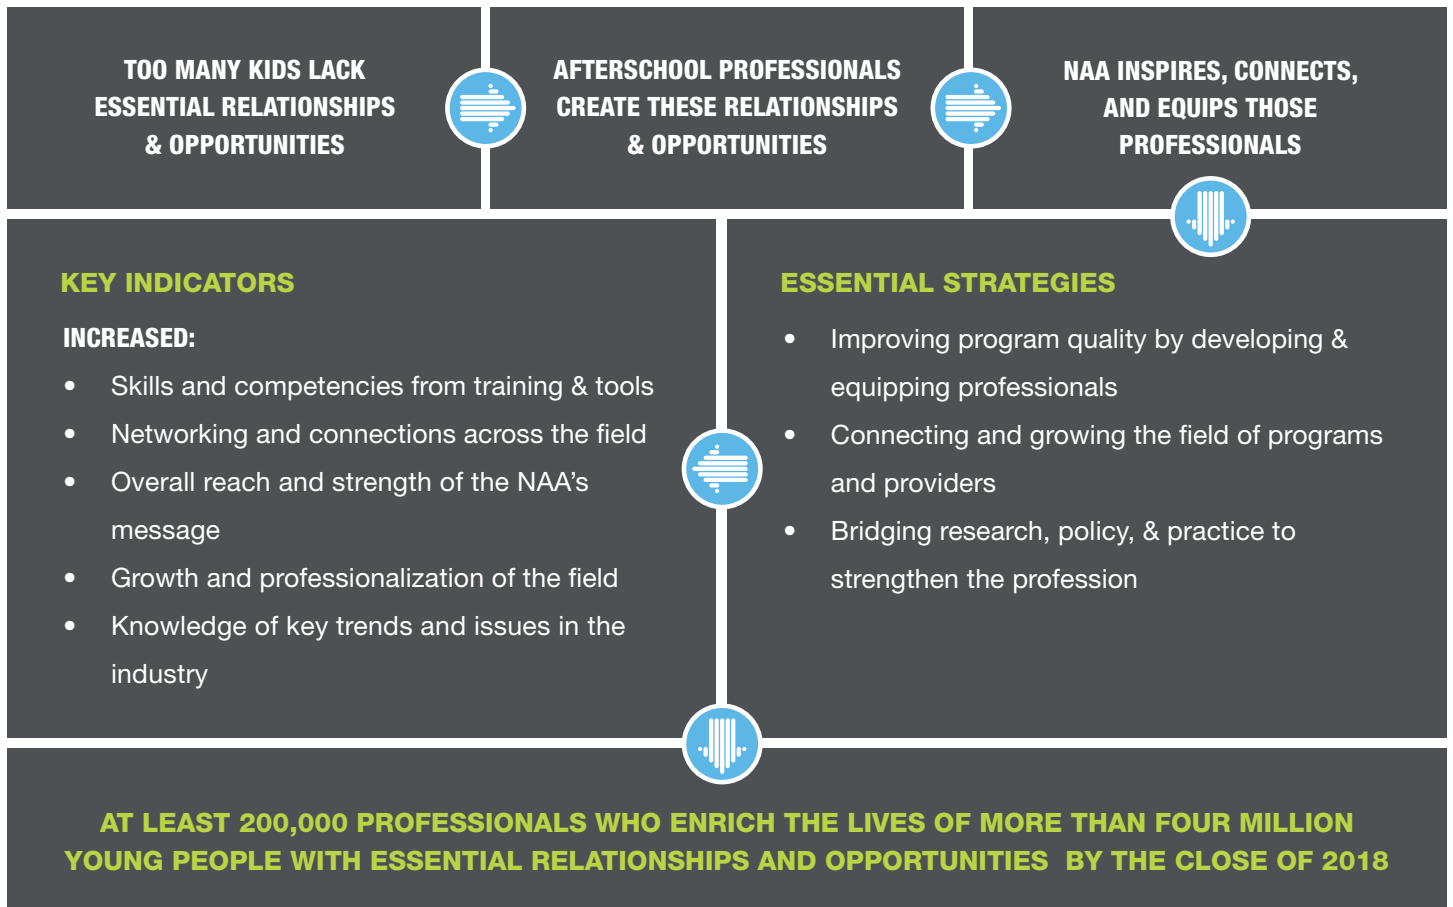 TOO MANY KIDS LACK
ESSENTIAL RELATIONSHIPS
& OPPORTUNITIES
AFTERSCHOOL PROFESSIONALS
CREATE THESE RELATIONSHIPS
& OPPORTUNITIES
NAA INSPIRES, CONNECTS,
AND EQUIPS THOSE
PROFESSIONALS
KEY INDICATORS
INCREASED:
• Skills and competencies from training & tools
• Networking and connections across the field
• Overall reach and strength of the NAA’s
message
• Growth and professionalization of the field
• Knowledge of key trends and issues in the
industry
ESSENTIAL STRATEGIES
• Improving program quality by developing &
equipping professionals
• Connecting and growing the field of programs
and providers
• Bridging research, policy, & practice to
strengthen the profession
AT LEAST 200,000 PROFESSIONALS WHO ENRICH THE LIVES OF MORE THAN FOUR MILLION
YOUNG PEOPLE WITH ESSENTIAL RELATIONSHIPS AND OPPORTUNITIES  BY THE CLOSE OF 2018